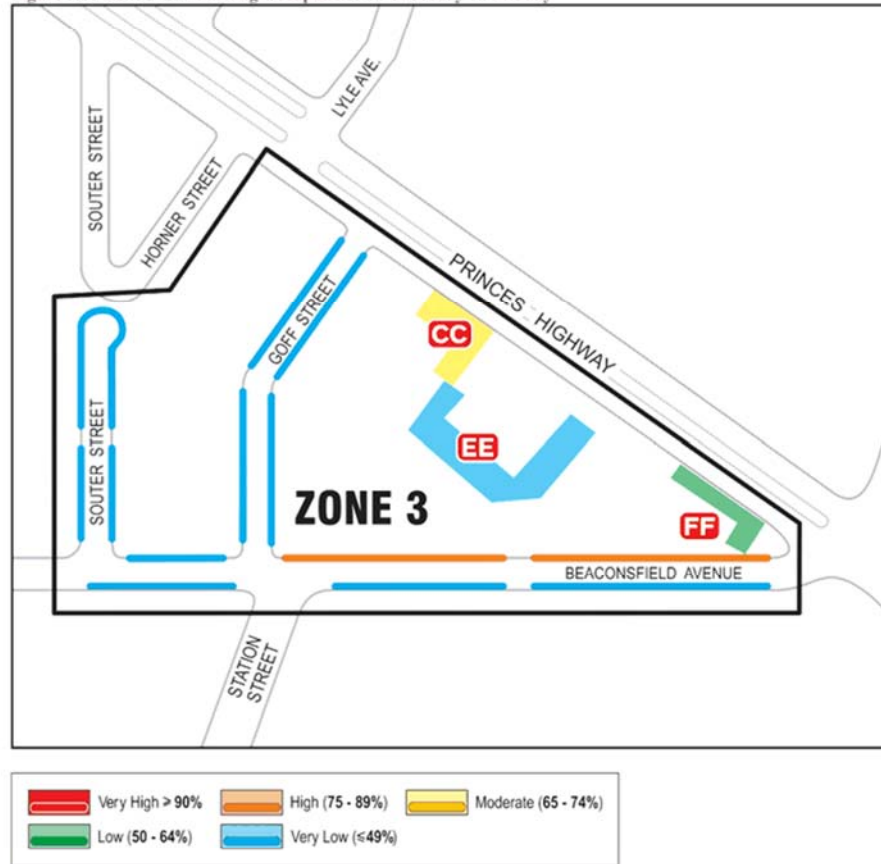 LYLE AVE.
SOUTER STREET
HORNER STREET
PRINCES HIGHWAY
GOFF STREET
CC
EE
SOUTER STREET
ZONE 3
FF
BEACONSFIELD AVENUE
STATION
STREET
Very High ≥ 90%
High (75 - 89%)
Moderate (65 - 74%)
Low (50 - 64%)
Very Low (≤49%)